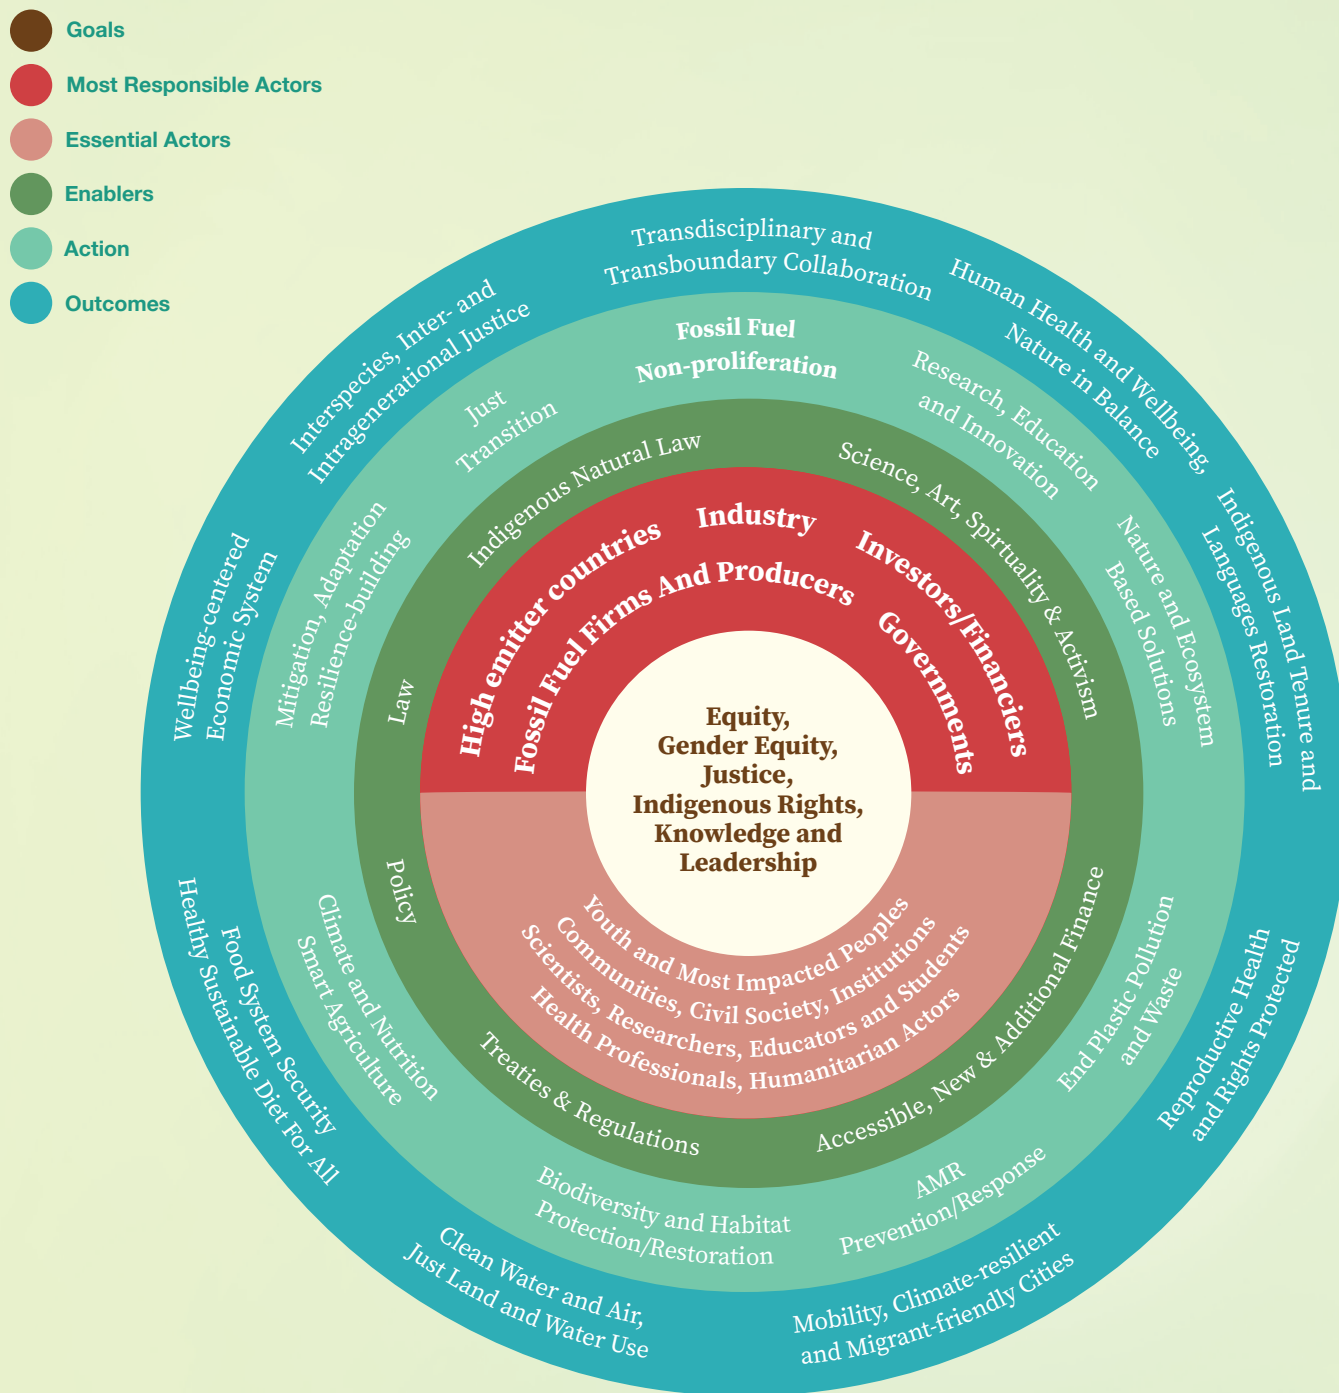 Goals
Most Responsible Actors
Essential Actors
Enablers
Action
Outcomes
Transdisciplinary and
Transboundary Collaboration
Human Health and Wellbeing,
Nature in Balance
Indigenous Land Tenure and
Languages Restoration
Reproductive Health
and Rights Protected
Mobility, Climate-resilient
and Migrant-friendly Cities
Clean Water and Air,
Just Land and Water Use
Food System Security
Healthy Sustainable Diet For All
Wellbeing-centered
Economic System
Interspecies, Inter- and
Intragenerational Justice
Fossil Fuel
Non-proliferation
Research, Education
and Innovation
Nature and Ecosystem
Based Solutions
End Plastic Pollution
and Waste
AMR
Prevention/Response
Biodiversity and Habitat
Protection/Restoration
Climate and Nutrition
Smart Agriculture
Mitigation, Adaptation
Resilience-building
Just
Transition
Indigenous Natural Law
Science, Art, Spirtuality & Activism
Accessible, New & Additional Finance
Treaties & Regulations
Policy
Law
High emitter countries
Industry
Investors/Financiers
Fossil Fuel Firms And Producers
Governments
Equity,
Gender Equity,
Justice,
Indigenous Rights,
Knowledge and
Leadership
Youth and Most Impacted Peoples
Communities, Civil Society, Institutions
Scientists, Researchers, Educators and Students
Health Professionals, Humanitarian Actors